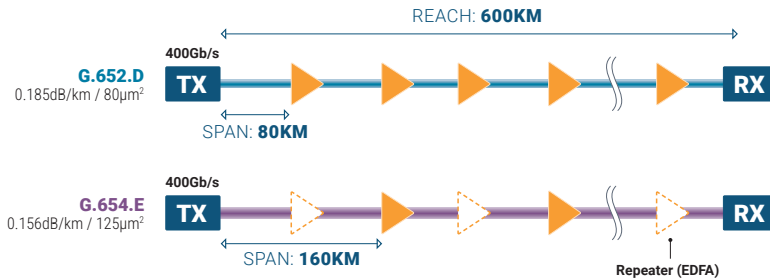 REACH: 600KM
400Gb/s
G.652.D
0.185dB/km / 80µm²
TX
RX
SPAN: 80KM
400Gb/s
G.654.E
0.156dB/km / 125µm²
TX
RX
SPAN: 160KM
Repeater (EDFA)